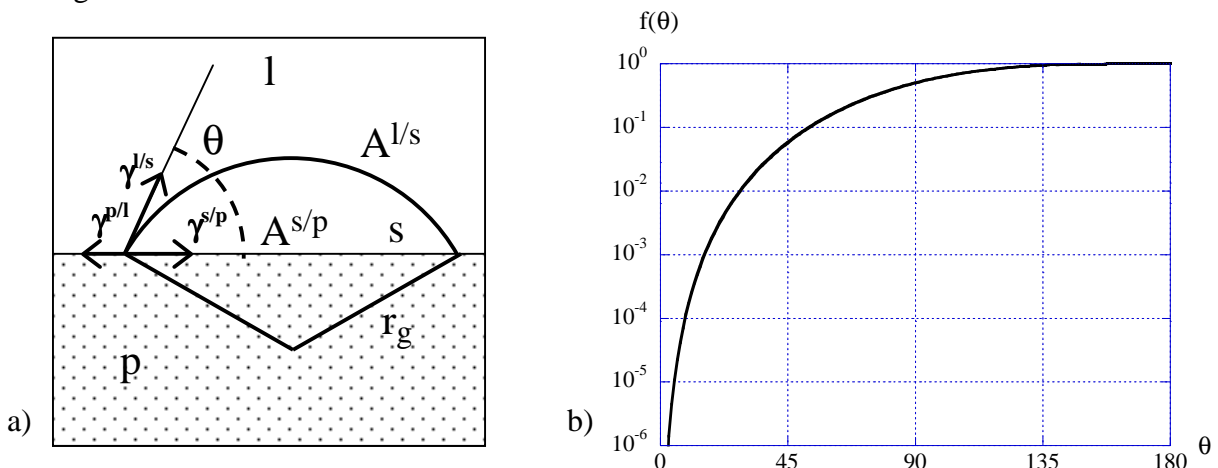 a)
l
θ
A^{l/s}
γ^{l/s}
γ^{p/l}
γ^{s/p}
A^{s/p}
s
r_g
p
b)
f(θ)
10^0
10^{-1}
10^{-2}
10^{-3}
10^{-4}
10^{-5}
10^{-6}
0 45 90 135 180 θ